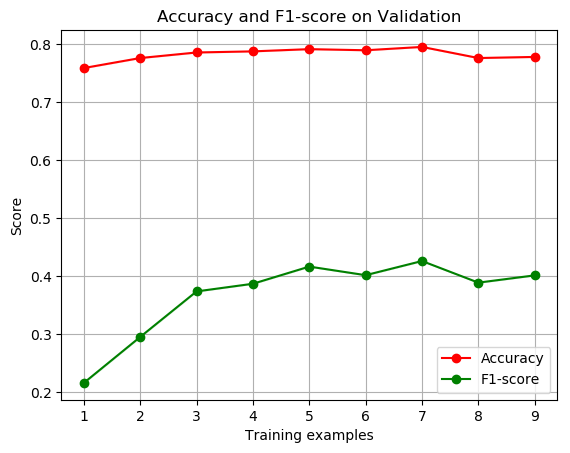 Accuracy and F1-score on Validation
0.8
0.7
0.6
0.5
0.4
0.3
0.2
Score
Accuracy
F1-score
1 2 3 4 5 6 7 8 9
Training examples